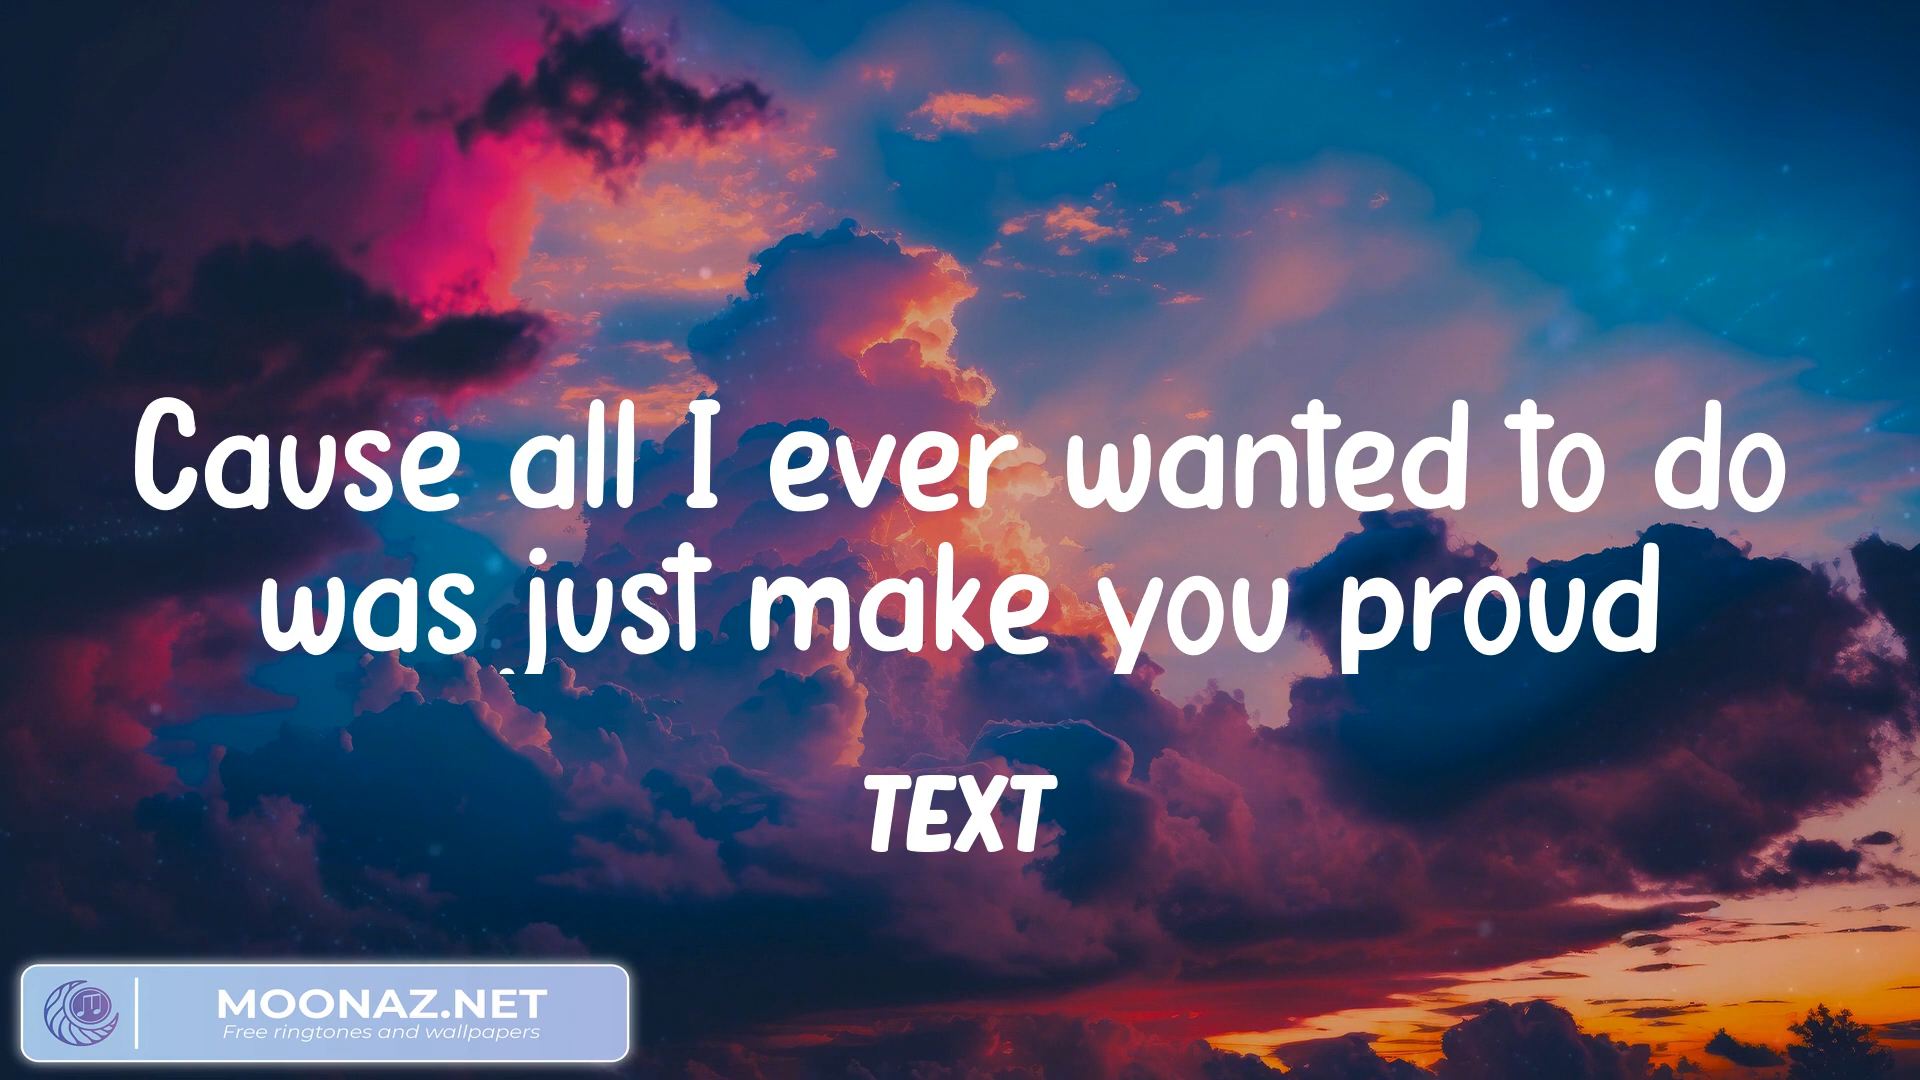 Cause all I ever wanted to do
was just make you proud
TEXT
MOONAZ.NET
Free ringtones and wallpapers